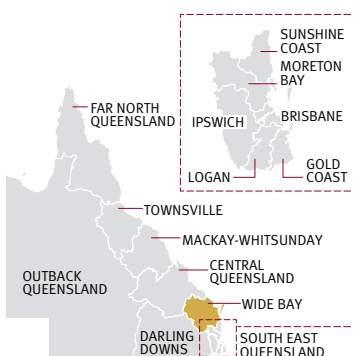 SUNSHINE
COAST
MORETON
BAY
IPSWICH
BRISBANE
LOGAN
GOLD
COAST
FAR NORTH
QUEENSLAND
TOWNSVILLE
MACKAY-WHITSUNDAY
CENTRAL
QUEENSLAND
OUTBACK
QUEENSLAND
WIDE BAY
DARLING
DOWNS
SOUTH EAST
QUEENSLAND